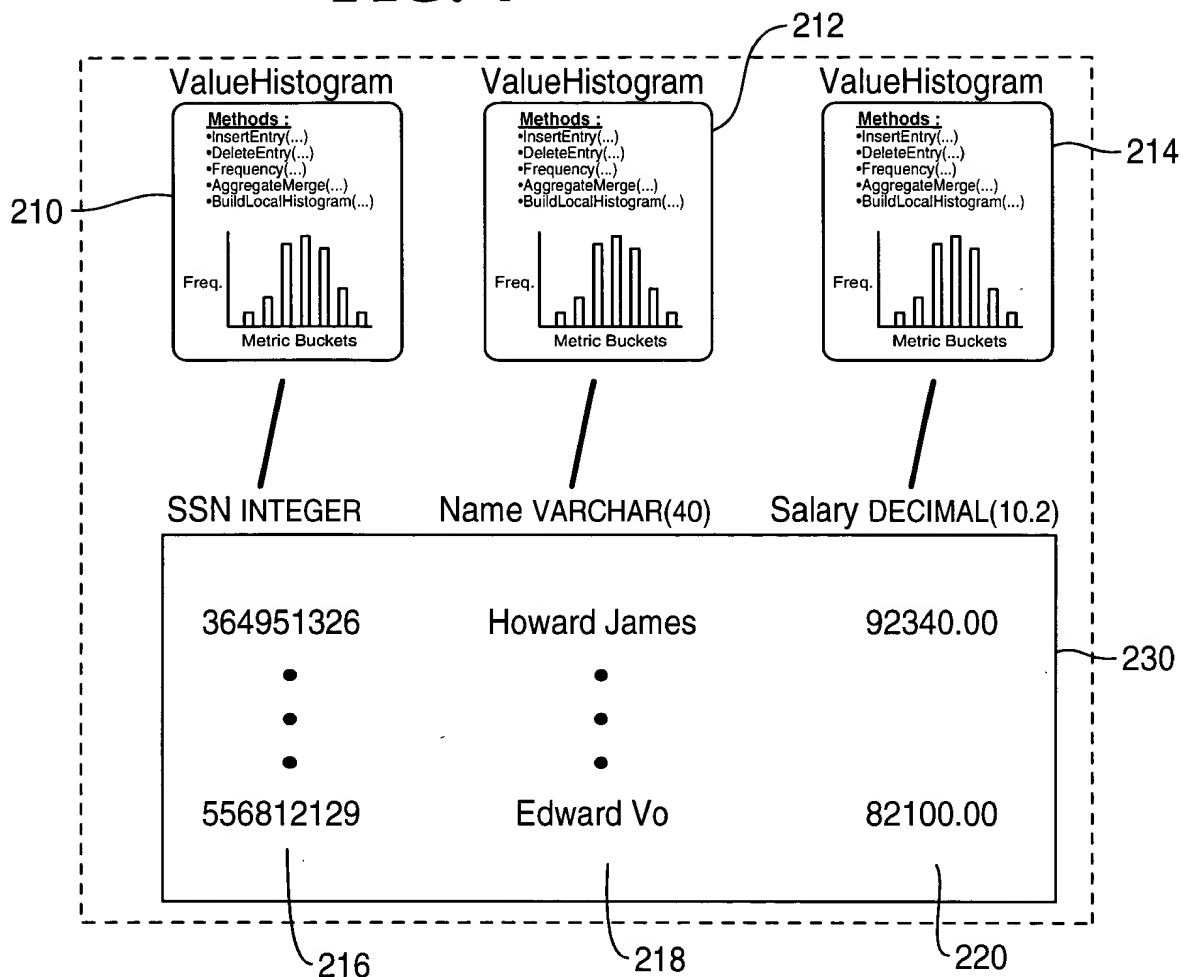 212
ValueHistogram ValueHistogram ValueHistogram
Methods : Methods : Methods :
•InsertEntry(...) •InsertEntry(...) •InsertEntry(...)
•DeleteEntry(...) •DeleteEntry(...) •DeleteEntry(...)
•Frequency(...) •Frequency(...) •Frequency(...)
•AggregateMerge(...) •AggregateMerge(...) •AggregateMerge(...)
•BuildLocalHistogram(...) •BuildLocalHistogram(...) •BuildLocalHistogram(...)
214
210
Freq. Freq. Freq.
Metric Buckets Metric Buckets Metric Buckets
SSN INTEGER Name VARCHAR(40) Salary DECIMAL(10.2)
364951326 Howard James 92340.00
230
556812129 Edward Vo 82100.00
216 218 220